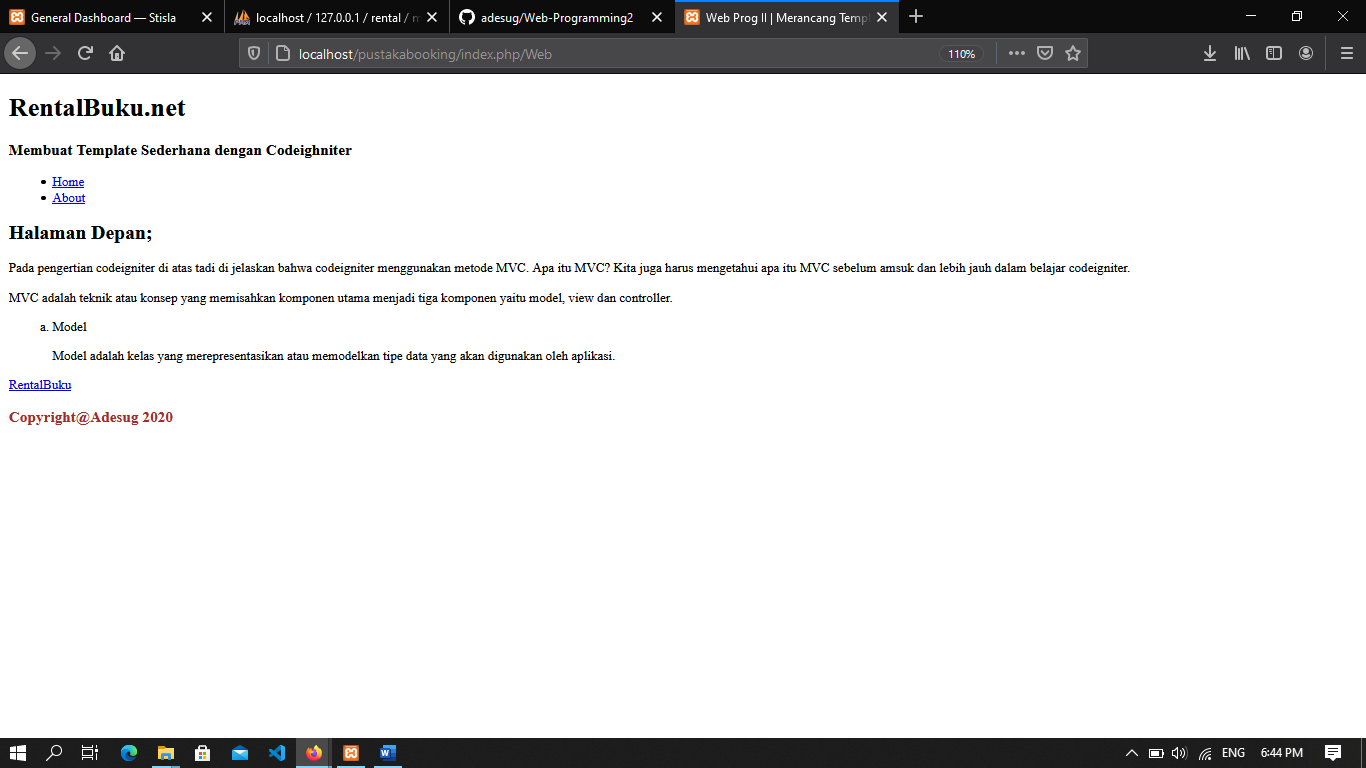 General Dashboard — Stisla
localhost / 127.0.0.1 / rental / m
adesug/Web-Programming2
Web Prog II | Merancang Templ
localhost/pustakabooking/index.php/Web
110%
RentalBuku.net
Membuat Template Sederhana dengan Codeighniter
• Home
• About
Halaman Depan;
Pada pengertian codeigniter di atas tadi di jelaskan bahwa codeigniter menggunakan metode MVC. Apa itu MVC? Kita juga harus mengetahui apa itu MVC sebelum amsuk dan lebih jauh dalam belajar codeigniter.
MVC adalah teknik atau konsep yang memisahkan komponen utama menjadi tiga komponen yaitu model, view dan controller.
a. Model
Model adalah kelas yang merepresentasikan atau memodelkan tipe data yang akan digunakan oleh aplikasi.
RentalBuku
Copyright@Adesug 2020
ENG
6:44 PM